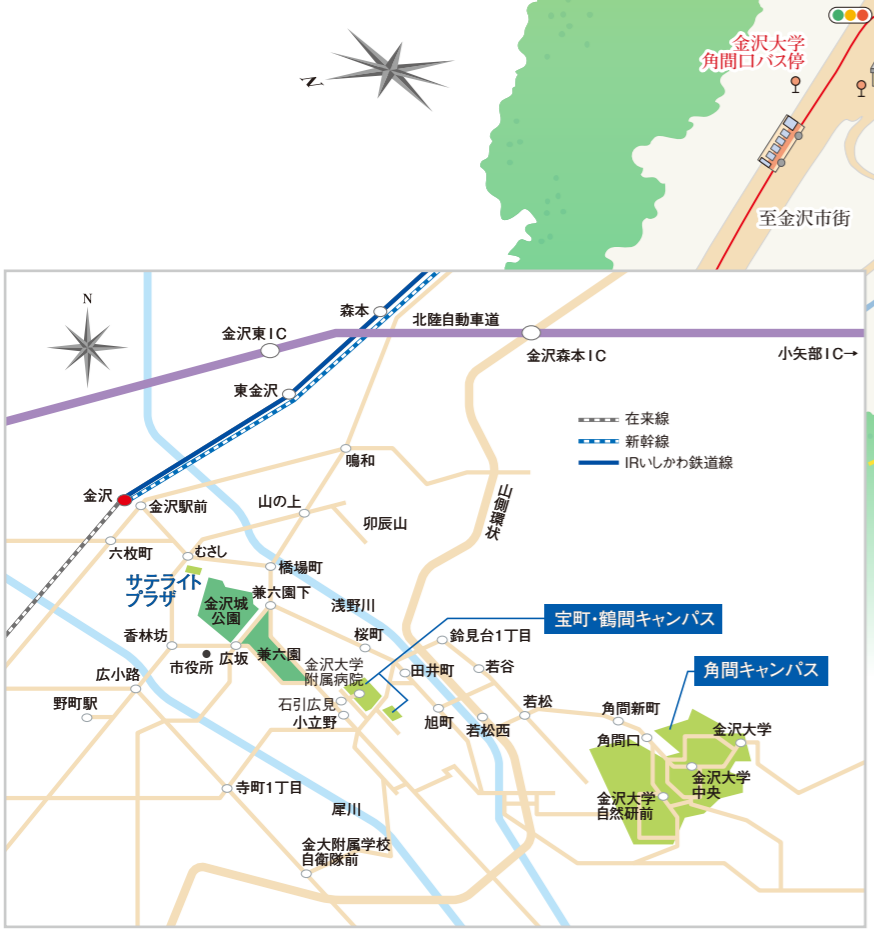 金沢大学
角間口バス停
N
至金沢市街
N
森本
北陸自動車道
金沢東IC
金沢森本IC
小矢部IC→
東金沢
在来線
新幹線
IRいしかわ鉄道線
鳴和
山側環状
金沢
金沢駅前
山の上
卯辰山
六枚町
むさし
橋場町
サテライト
プラザ
金沢城
公園
兼六園下
浅野川
宝町・鶴間キャンパス
香林坊
市役所
広坂
兼六園
桜町
鈴見台1丁目
金沢大学
附属病院
田井町
若谷
角間キャンパス
広小路
野町駅
石引広見
小立野
旭町
若松西
若松
角間新町
角間口
金沢大学
金沢大学
中央
金沢大学
自然研前
寺町1丁目
犀川
金大附属学校
自衛隊前